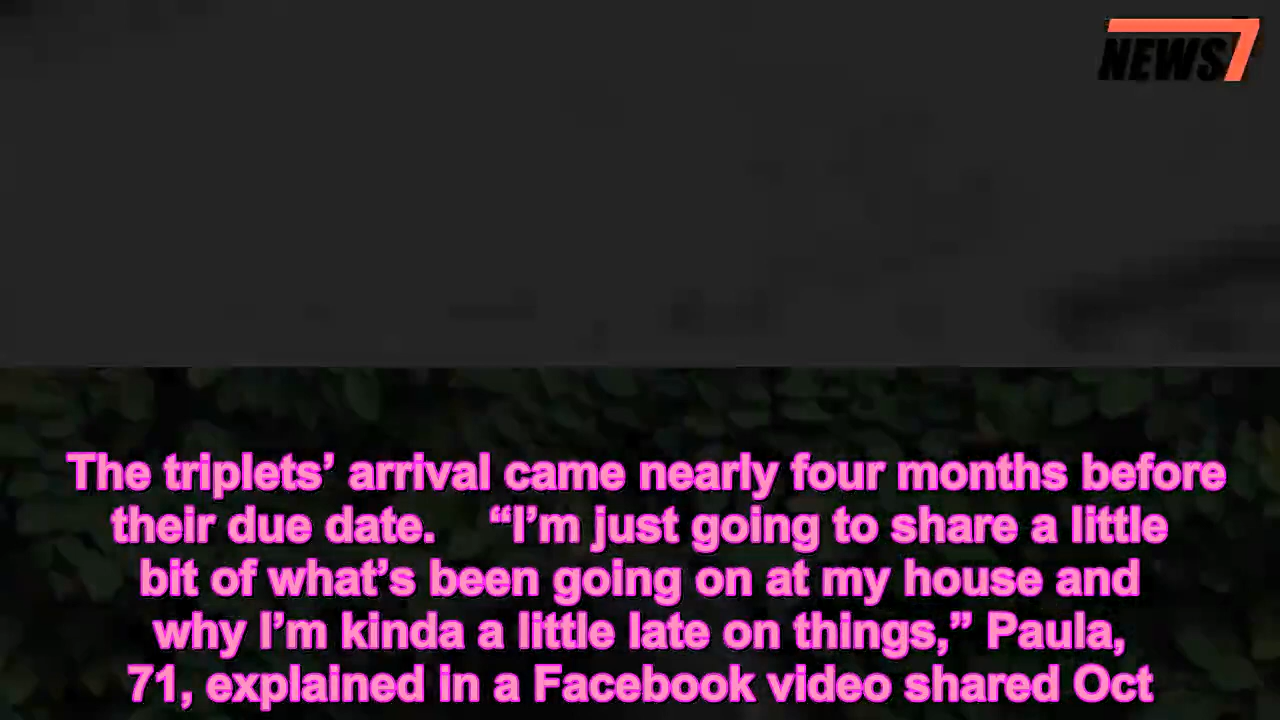 NEWS7
The triplets’ arrival came nearly four months before
their due date. “I’m just going to share a little
bit of what’s been going on at my house and
why I’m kinda a little late on things,” Paula,
71, explained in a Facebook video shared Oct